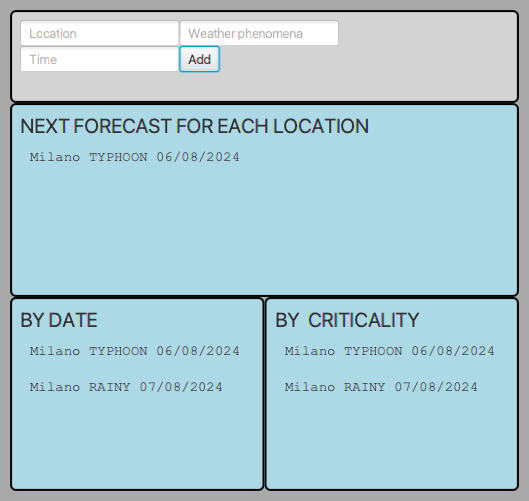 Location Weather phenomena
Time Add
NEXT FORECAST FOR EACH LOCATION
Milano TYPHOON 06/08/2024
BY DATE
Milano TYPHOON 06/08/2024
Milano RAINY 07/08/2024
BY CRITICALITY
Milano TYPHOON 06/08/2024
Milano RAINY 07/08/2024